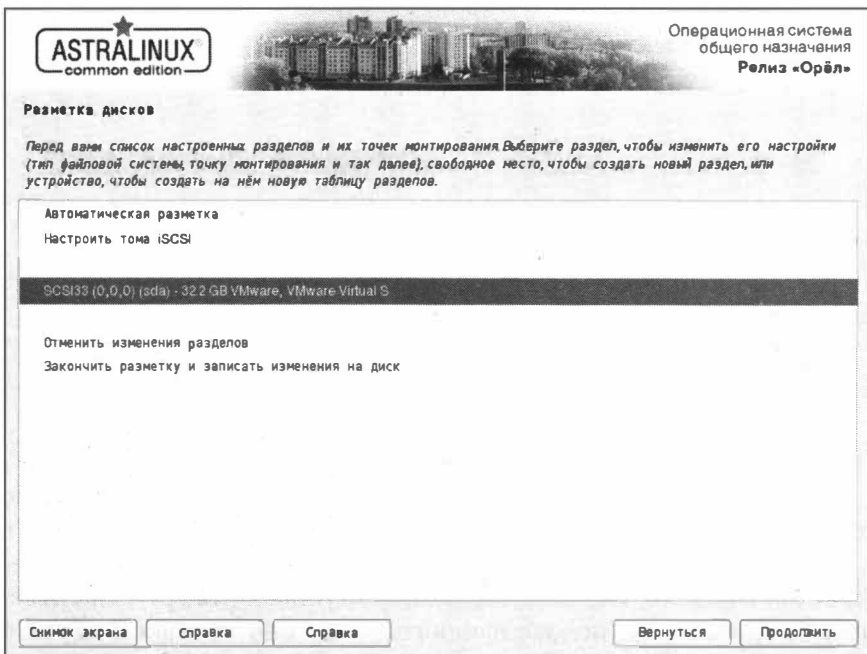 ASTRALINUX
common edition
Операционная система
общего назначения
Релиз «Орёл»
Разметка дисков
Перед вами список настроенных разделов и их точек монтирования. Выберите раздел, чтобы изменить его настройки
(тип файловой системы, точку монтирования и так далее), свободное место, чтобы создать новый раздел, или
устройство, чтобы создать на нём новую таблицу разделов.
Автоматическая разметка
Настроить тома iSCSI
SCSI33 (0,0,0) (sda) - 32.2 GB VMware, VMware Virtual S
Отменить изменения разделов
Закончить разметку и записать изменения на диск
Снимок экрана
Справка
Справка
Вернуться
Продолжить